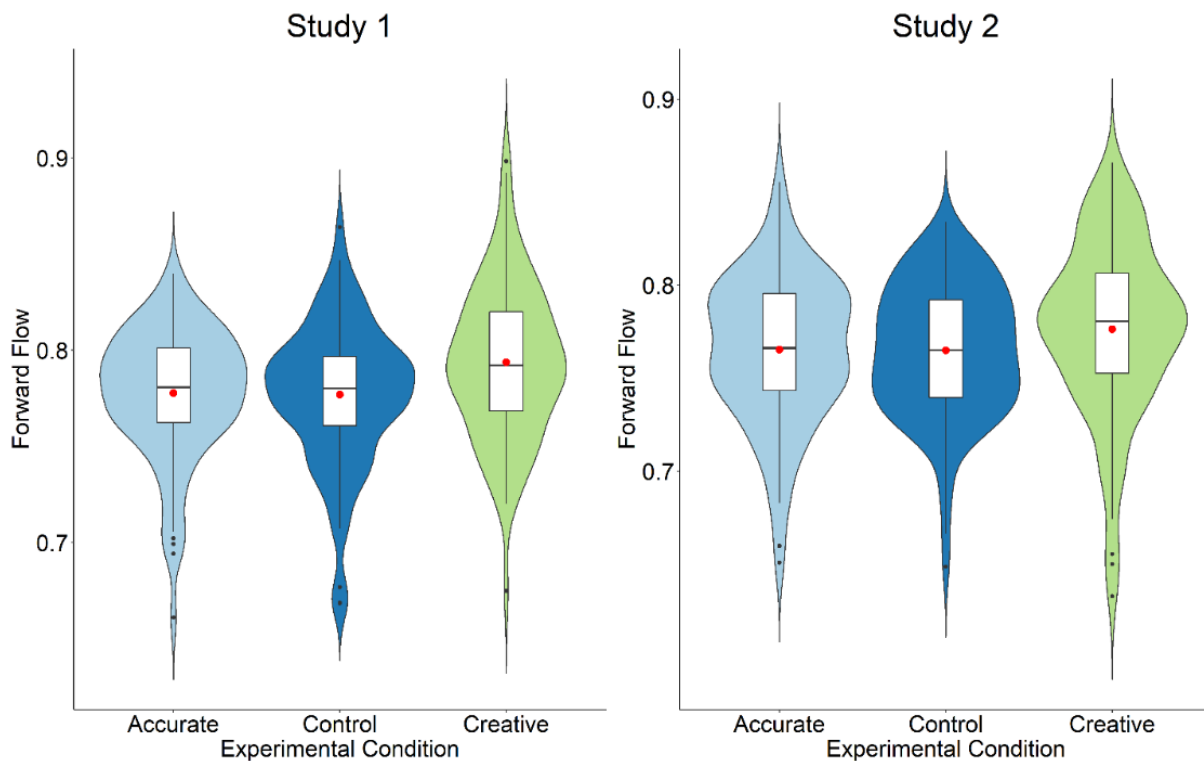 Study 1
Forward Flow
0.9
0.8
0.7
Accurate Control Creative
Experimental Condition
Study 2
Forward Flow
0.9
0.8
0.7
Accurate Control Creative
Experimental Condition